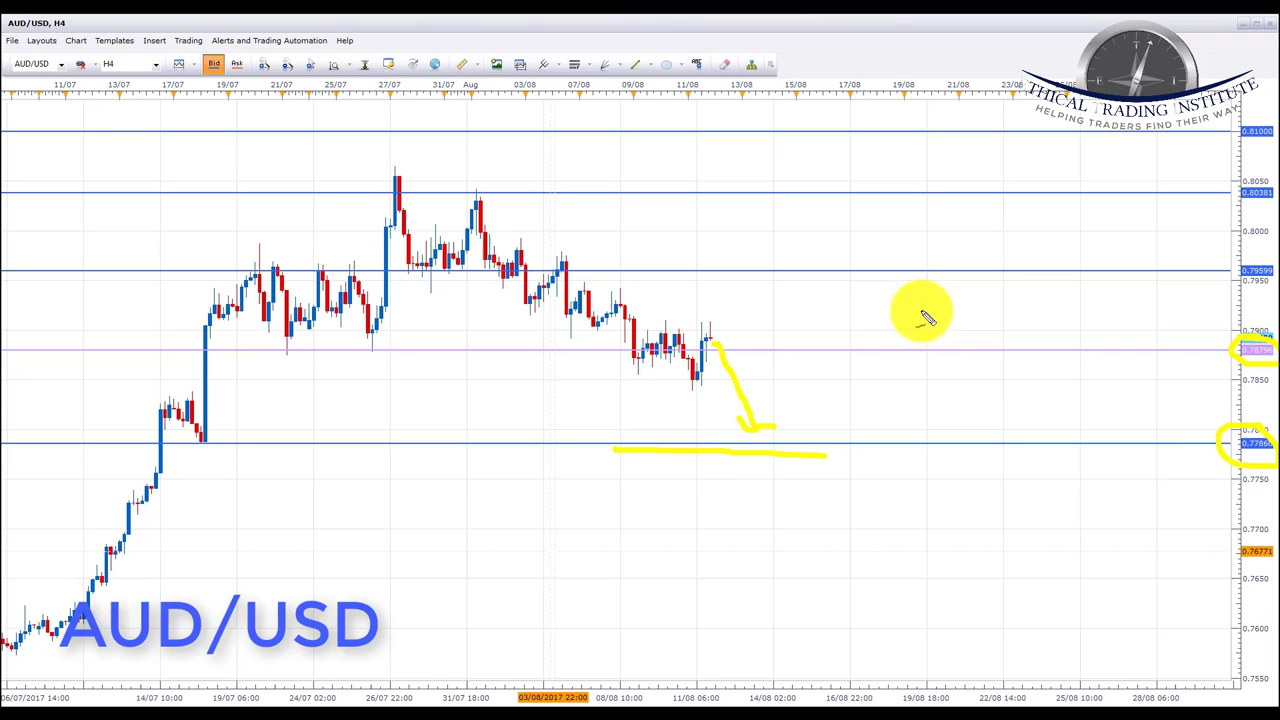 AUD/USD, H4
File Layouts Chart Templates Insert Trading Alerts and Trading Automation Help
AUD/USD H4 Bid Ask ABC
11/07 13/07 17/07 19/07 21/07 25/07 27/07 31/07 Aug 03/08 07/08 09/08 11/08 13/08 15/08 17/08 19/08 21/08 23/08
T
E I
THICAL TRADING INSTITUTE
HELPING TRADERS FIND THEIR WAY
0.81000
0.8050
0.80381
0.8000
0.79599
0.7950
0.7900
0.78796
0.7850
0.7786
0.7750
0.7700
0.76771
0.7650
0.7600
0.7550
AUD/USD
06/07/2017 14:00 14/07 10:00 19/07 06:00 24/07 02:00 26/07 22:00 31/07 18:00 03/08/2017 22:00 08/08 10:00 11/08 06:00 14/08 02:00 16/08 22:00 19/08 18:00 22/08 14:00 25/08 10:00 28/08 06:00